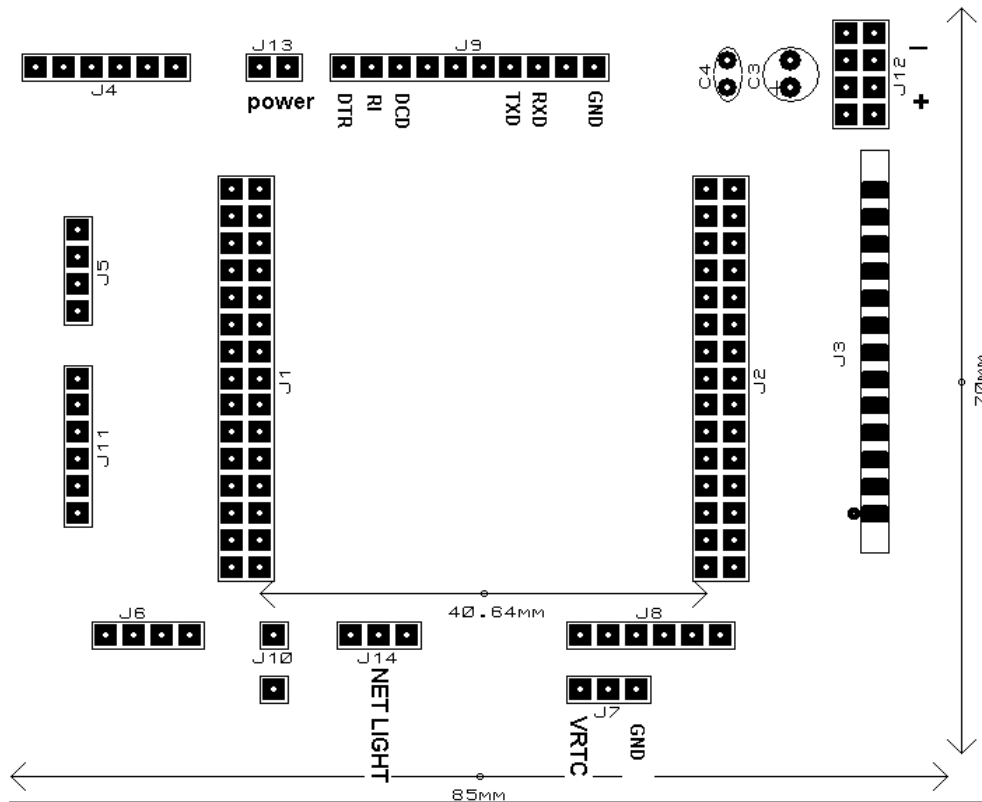 J13
J9
J4
power
DTR
RI
DCD
TXD
RXD
GND
C4
C3
+
J12
−
+
J5
J11
J1
J2
J3
70mm
40.64mm
J6
J10
J14
J8
J7
NET LIGHT
VRTC
GND
85mm